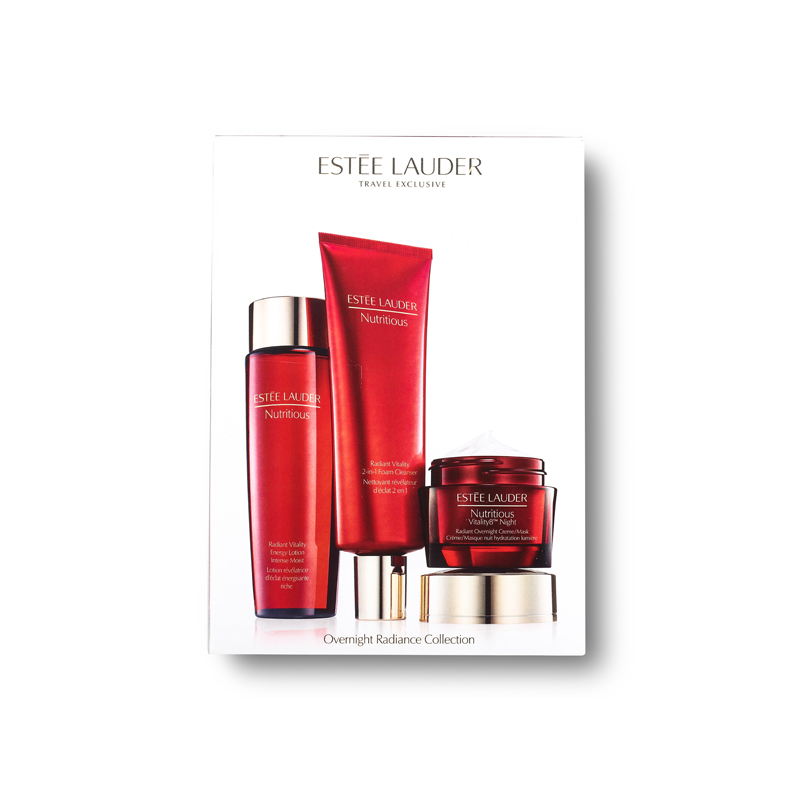 ESTĒE LAUDER
TRAVEL EXCLUSIVE
ESTĒE LAUDER
Nutritious
Radiant Vitality
Energy Lotion
Intense Moist
Lotion révélatrice
d'éclat énergisante
riche
ESTĒE LAUDER
Nutritious
Radiant Vitality
2-in-1 Foam Cleanser
Nettoyant révélateur
d'éclat 2 en 1
ESTĒE LAUDER
Nutritious
Vitality8™ Night
Radiant Overnight Creme/Mask
Crème/Masque nuit hydratation lumière
Overnight Radiance Collection